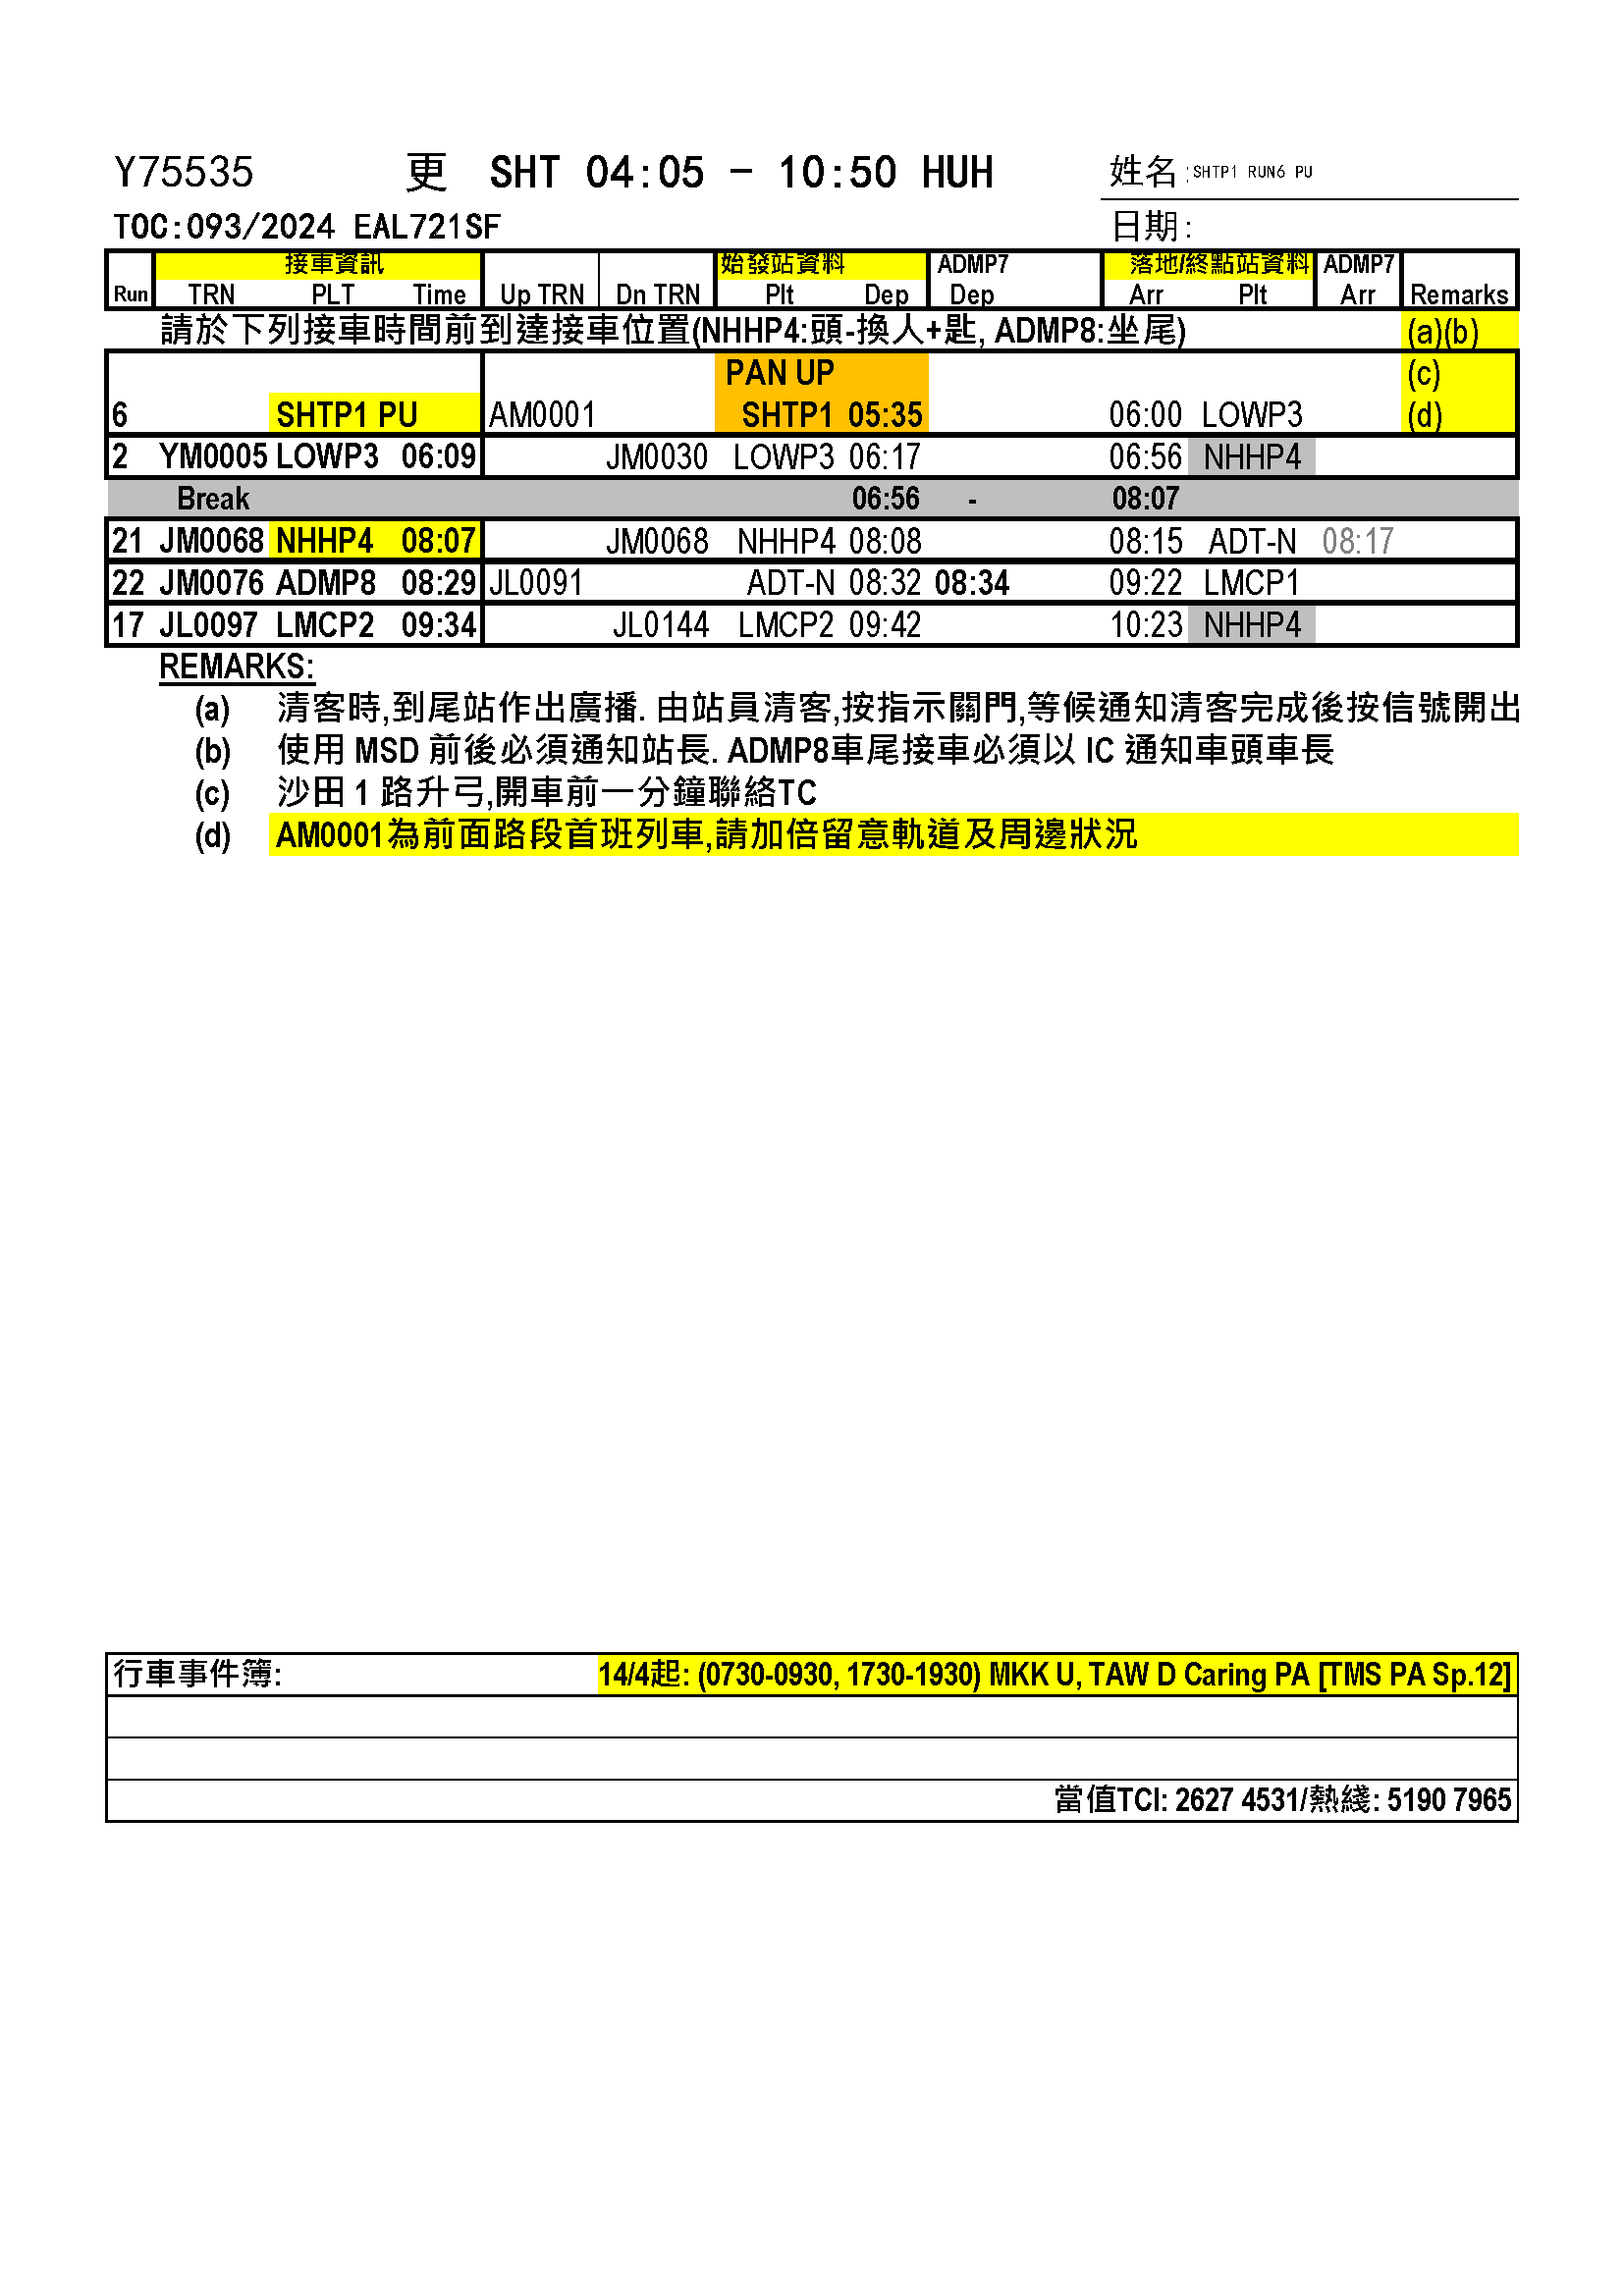 Y75535 更 SHT 04:05 - 10:50 HUH 姓名:SHTP1 RUN6 PU
TOC:093/2024 EAL721SF 日期:
接車資訊 始發站資料 ADMP7 落地/終點站資料 ADMP7
Run TRN PLT Time Up TRN Dn TRN Plt Dep Dep Arr Plt Arr Remarks
請於下列接車時間前到達接車位置(NHHP4:頭-換人+匙, ADMP8:坐尾) (a)(b)
PAN UP (c)
6 SHTP1 PU AM0001 SHTP1 05:35 06:00 LOWP3 (d)
2 YM0005 LOWP3 06:09 JM0030 LOWP3 06:17 06:56 NHHP4
Break 06:56 - 08:07
21 JM0068 NHHP4 08:07 JM0068 NHHP4 08:08 08:15 ADT-N 08:17
22 JM0076 ADMP8 08:29 JL0091 ADT-N 08:32 08:34 09:22 LMCP1
17 JL0097 LMCP2 09:34 JL0144 LMCP2 09:42 10:23 NHHP4
REMARKS:
(a) 清客時,到尾站作出廣播. 由站員清客,按指示關門,等候通知清客完成後按信號開出
(b) 使用 MSD 前後必須通知站長. ADMP8車尾接車必須以 IC 通知車頭車長
(c) 沙田 1 路升弓,開車前一分鐘聯絡TC
(d) AM0001為前面路段首班列車,請加倍留意軌道及周邊狀況
行車事件簿: 14/4起: (0730-0930, 1730-1930) MKK U, TAW D Caring PA [TMS PA Sp.12]
當值TCI: 2627 4531/熱綫: 5190 7965